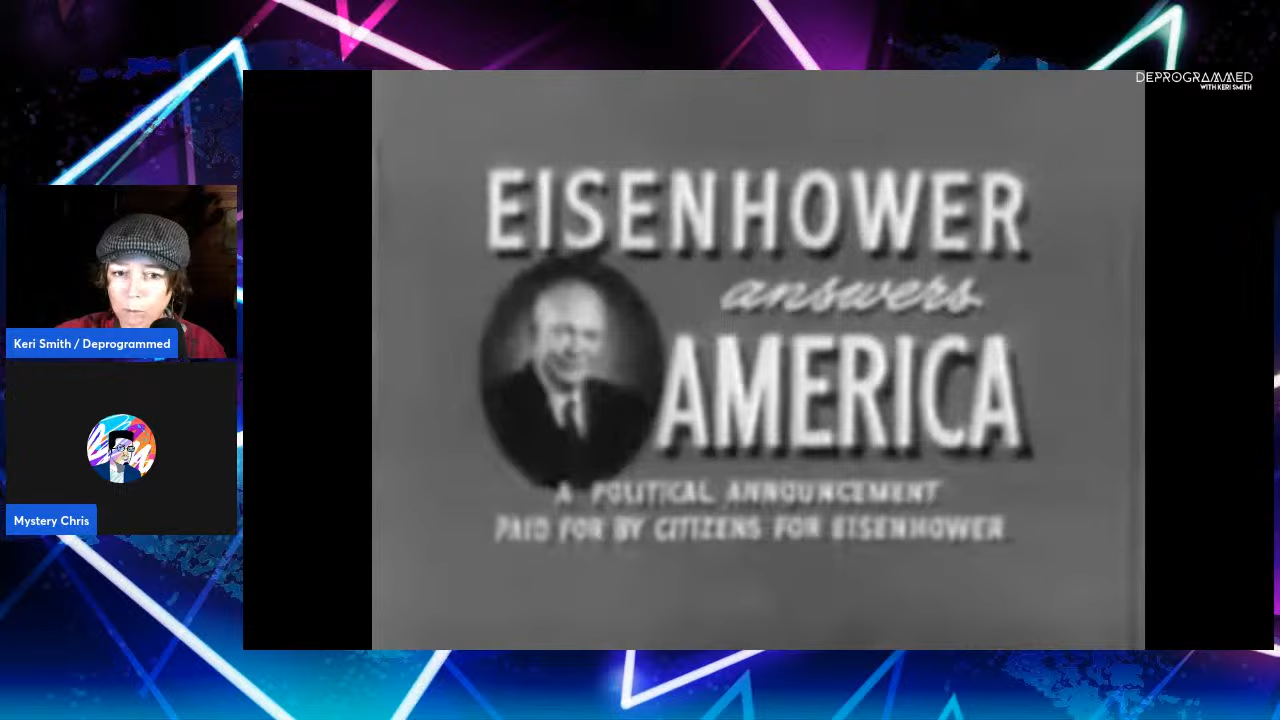 DEPROGRAMMED
WITH KERI SMITH
EISENHOWER
answers
AMERICA
A POLITICAL ANNOUNCEMENT
PAID FOR BY CITIZENS FOR EISENHOWER
Keri Smith / Deprogrammed
Mystery Chris